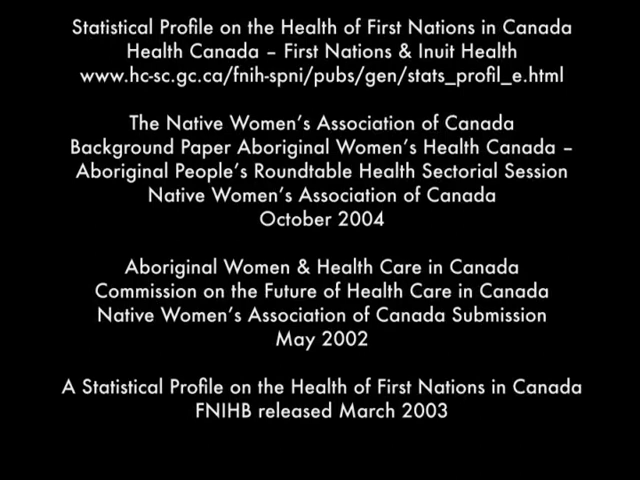 Statistical Profile on the Health of First Nations in Canada
Health Canada – First Nations & Inuit Health
www.hc-sc.gc.ca/fnih-spni/pubs/gen/stats_profil_e.html
The Native Women's Association of Canada
Background Paper Aboriginal Women's Health Canada –
Aboriginal People's Roundtable Health Sectorial Session
Native Women's Association of Canada
October 2004
Aboriginal Women & Health Care in Canada
Commission on the Future of Health Care in Canada
Native Women's Association of Canada Submission
May 2002
A Statistical Profile on the Health of First Nations in Canada
FNIHB released March 2003